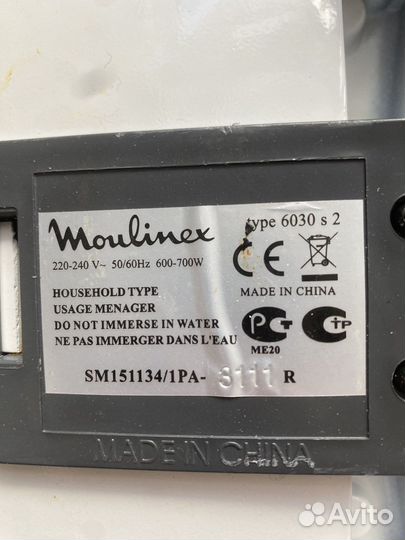 Moulinex
type 6030 s 2
220-240 V~ 50/60Hz 600-700W
CE
HOUSEHOLD TYPE
MADE IN CHINA
USAGE MENAGER
DO NOT IMMERSE IN WATER
NE PAS IMMERGER DANS L'EAU
ME20
SM151134/1PA- 3111 R
MADE IN CHINA
Avito